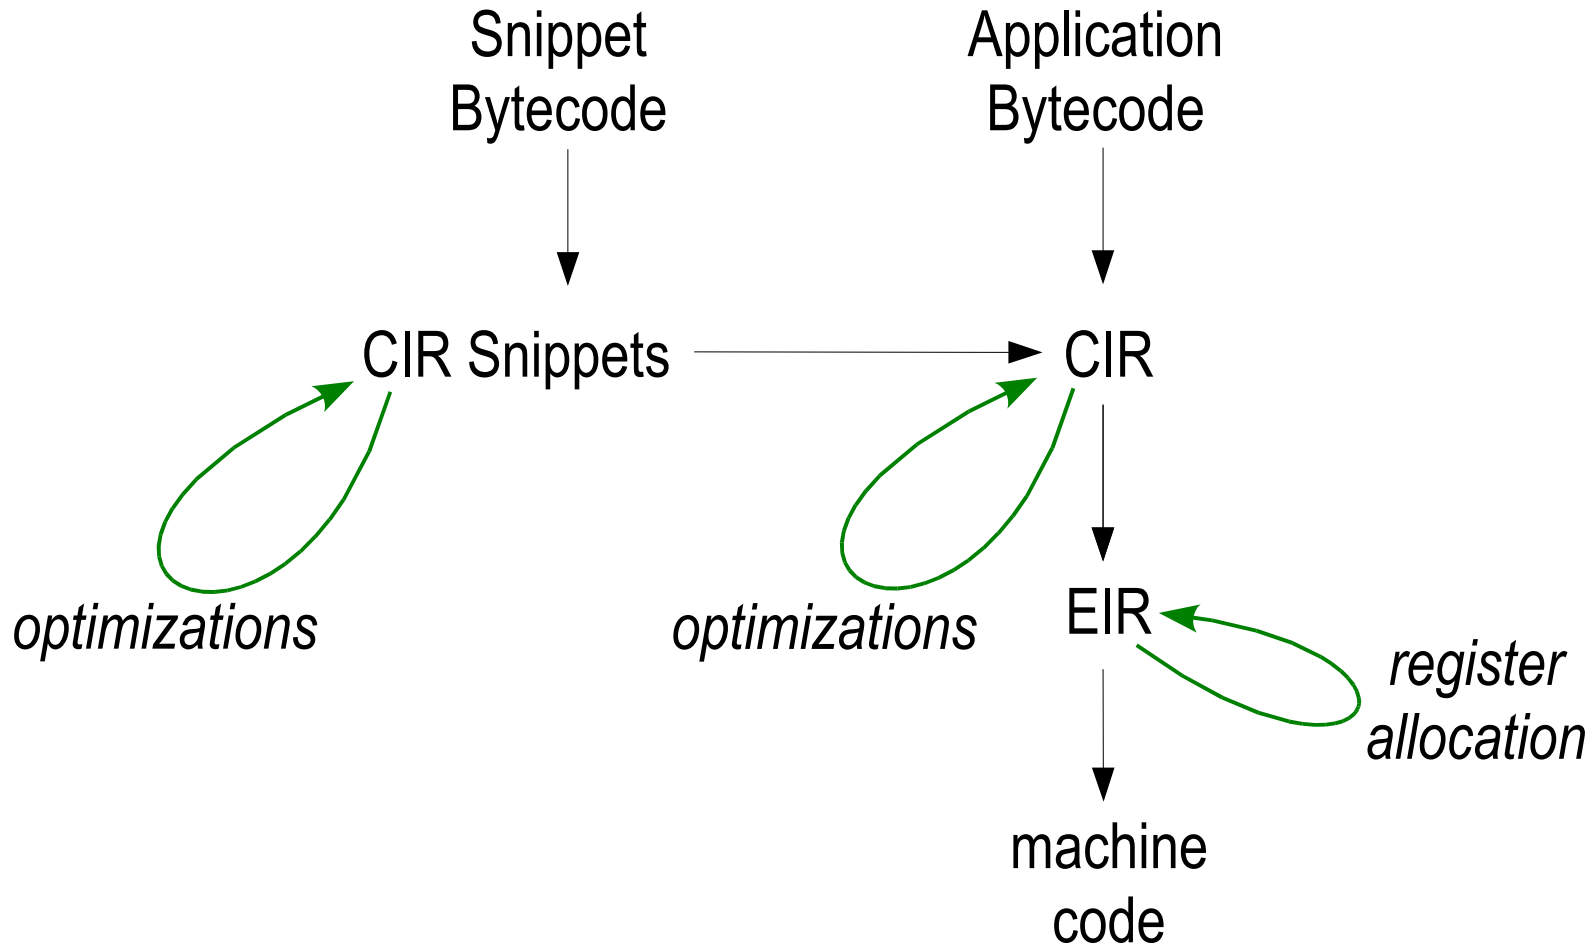 Snippet
Bytecode
Application
Bytecode
CIR Snippets
CIR
optimizations
optimizations
EIR
register
allocation
machine
code